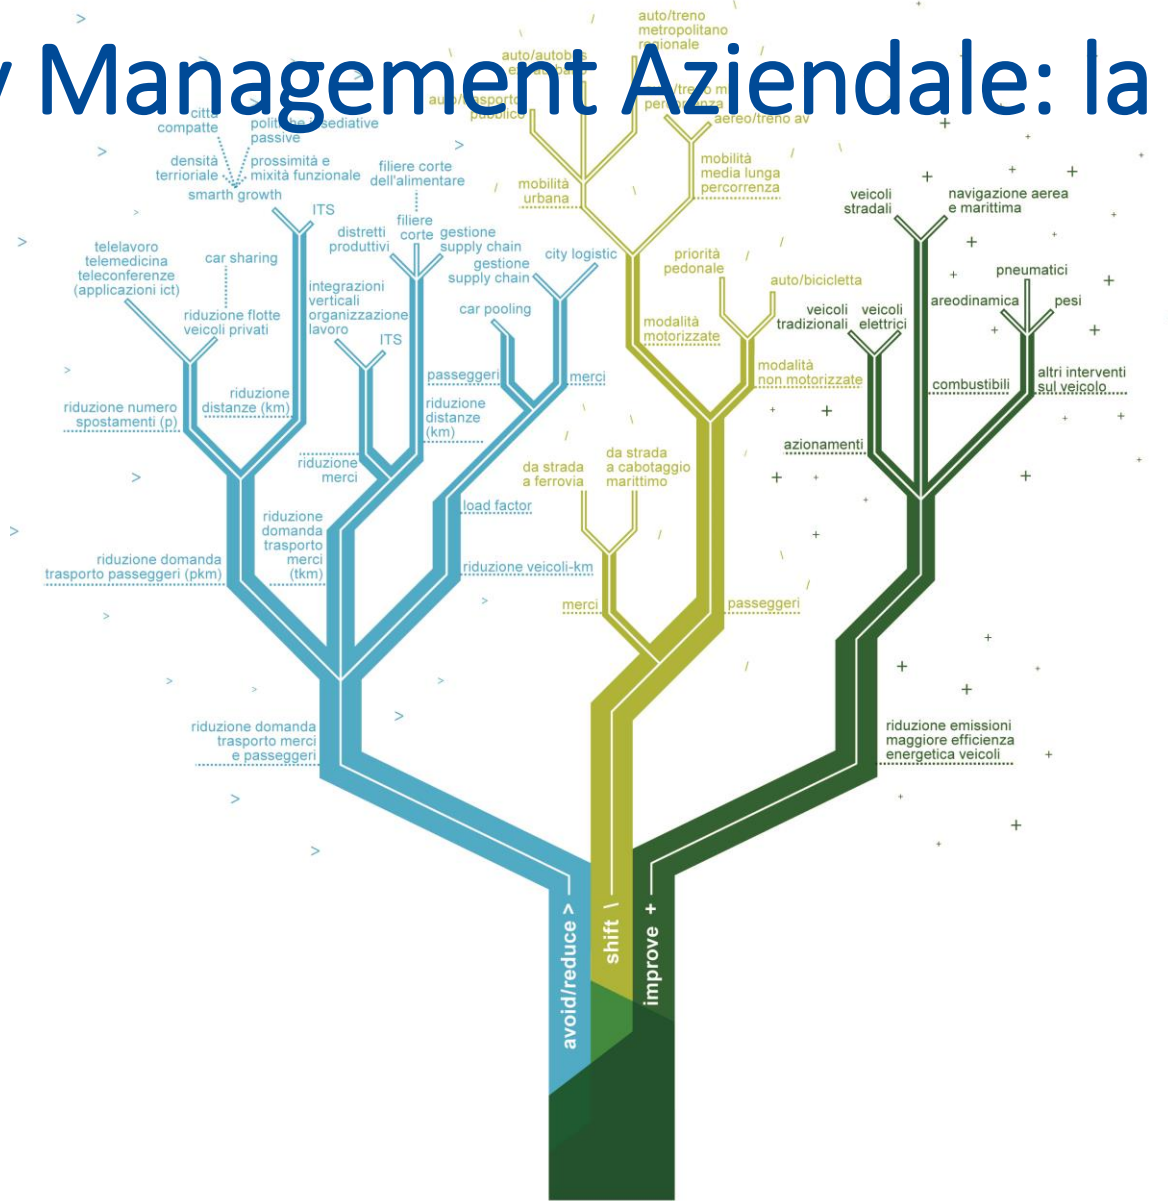 y Management Aziendale: la
auto/treno
metropolitano
regionale
auto/autobus
auto/trasporto
pubblico
percorrenza
aereo/treno av
mobilità
media lunga
percorrenza
mobilità
urbana
città
compatte
politiche insediative
passive
densità
terrioriale
prossimità e
mixità funzionale
smarth growth
ITS
filiere corte
dell'alimentare
filiere
corte
distretti
produttivi
gestione
supply chain
gestione
supply chain
city logistic
telelavoro
telemedicina
teleconferenze
(applicazioni ict)
car sharing
riduzione flotte
veicoli privati
integrazioni
verticali
organizzazione
lavoro
ITS
car pooling
passeggeri
merci
riduzione
distanze (km)
riduzione numero
spostamenti (p)
riduzione
distanze
(km)
riduzione
merci
load factor
riduzione
domanda
trasporto
merci
(tkm)
riduzione domanda
trasporto passeggeri (pkm)
riduzione veicoli-km
riduzione domanda
trasporto merci
e passeggeri
priorità
pedonale
auto/bicicletta
modalità
motorizzate
modalità
non motorizzate
da strada
a ferrovia
da strada
a cabotaggio
marittimo
merci
passeggeri
veicoli
stradali
navigazione aerea
e marittima
pneumatici
areodinamica
pesi
veicoli
tradizionali
veicoli
elettrici
combustibili
altri interventi
sul veicolo
azionamenti
riduzione emissioni
maggiore efficienza
energetica veicoli
avoid/reduce >
shift \
improve +